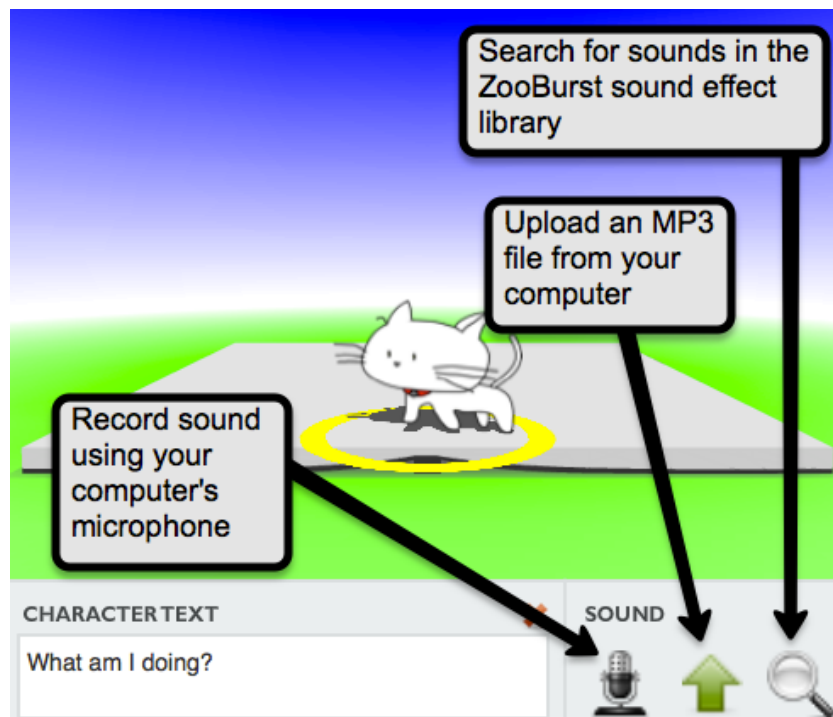 Search for sounds in the
ZooBurst sound effect
library
Upload an MP3
file from your
computer
Record sound
using your
computer's
microphone
CHARACTER TEXT
What am I doing?
SOUND